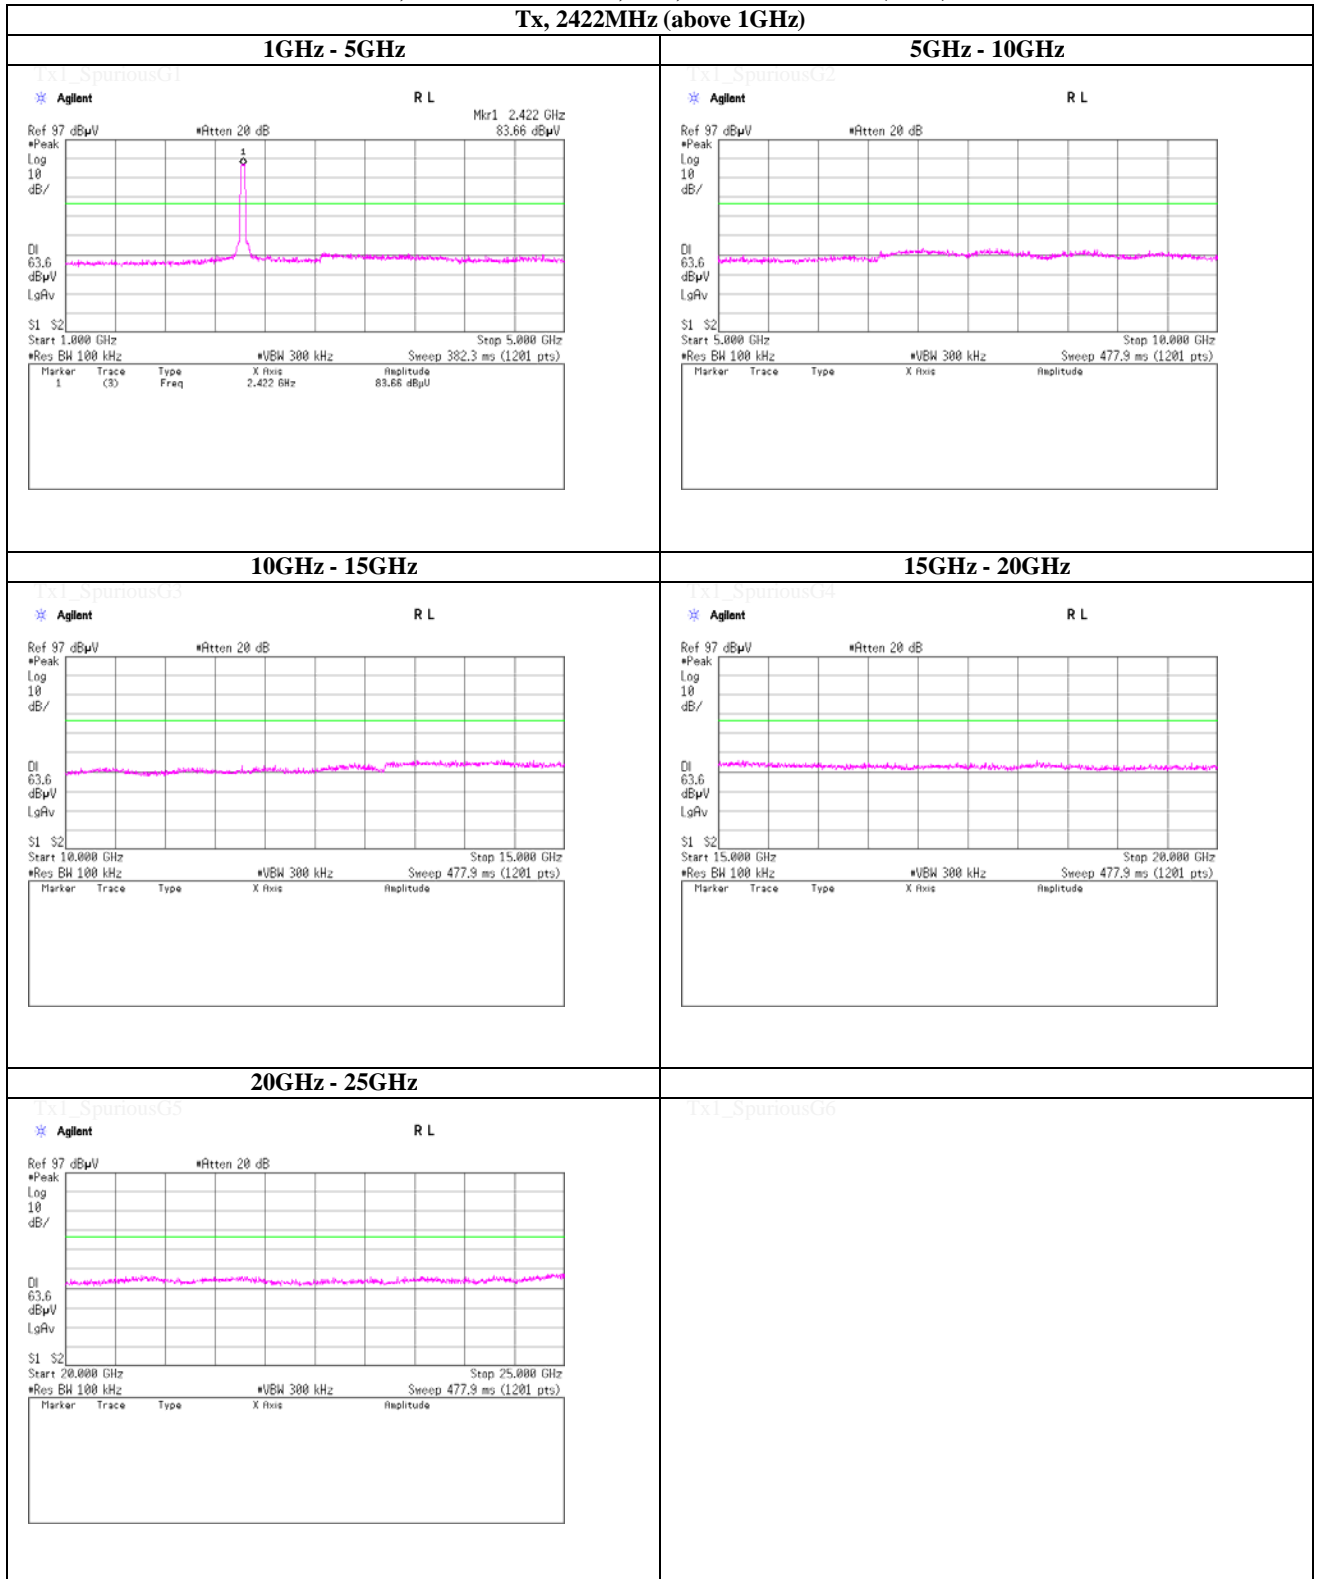 Tx, 2422MHz (above 1GHz)
1GHz - 5GHz
5GHz - 10GHz
Tx1_SpuriousG1
Agilent
R L
Mkr1 2.422 GHz
Ref 97 dBµV
#Atten 20 dB
83.66 dBµV
#Peak
Log
10
dB/
1
DI
63.6
dBµV
LgAv
S1 S2
Start 1.000 GHz
Stop 5.000 GHz
#Res BW 100 kHz
#VBW 300 kHz
Sweep 382.3 ms (1201 pts)
Marker Trace Type X Axis Amplitude
1 (3) Freq 2.422 GHz 83.66 dBµV
Tx1_SpuriousG2
Agilent
R L
Ref 97 dBµV
#Atten 20 dB
#Peak
Log
10
dB/
DI
63.6
dBµV
LgAv
S1 S2
Start 5.000 GHz
Stop 10.000 GHz
#Res BW 100 kHz
#VBW 300 kHz
Sweep 477.9 ms (1201 pts)
Marker Trace Type X Axis Amplitude
10GHz - 15GHz
15GHz - 20GHz
Tx1_SpuriousG3
Agilent
R L
Ref 97 dBµV
#Atten 20 dB
#Peak
Log
10
dB/
DI
63.6
dBµV
LgAv
S1 S2
Start 10.000 GHz
Stop 15.000 GHz
#Res BW 100 kHz
#VBW 300 kHz
Sweep 477.9 ms (1201 pts)
Marker Trace Type X Axis Amplitude
Tx1_SpuriousG4
Agilent
R L
Ref 97 dBµV
#Atten 20 dB
#Peak
Log
10
dB/
DI
63.6
dBµV
LgAv
S1 S2
Start 15.000 GHz
Stop 20.000 GHz
#Res BW 100 kHz
#VBW 300 kHz
Sweep 477.9 ms (1201 pts)
Marker Trace Type X Axis Amplitude
20GHz - 25GHz
Tx1_SpuriousG5
Agilent
R L
Ref 97 dBµV
#Atten 20 dB
#Peak
Log
10
dB/
DI
63.6
dBµV
LgAv
S1 S2
Start 20.000 GHz
Stop 25.000 GHz
#Res BW 100 kHz
#VBW 300 kHz
Sweep 477.9 ms (1201 pts)
Marker Trace Type X Axis Amplitude
Tx1_SpuriousG6